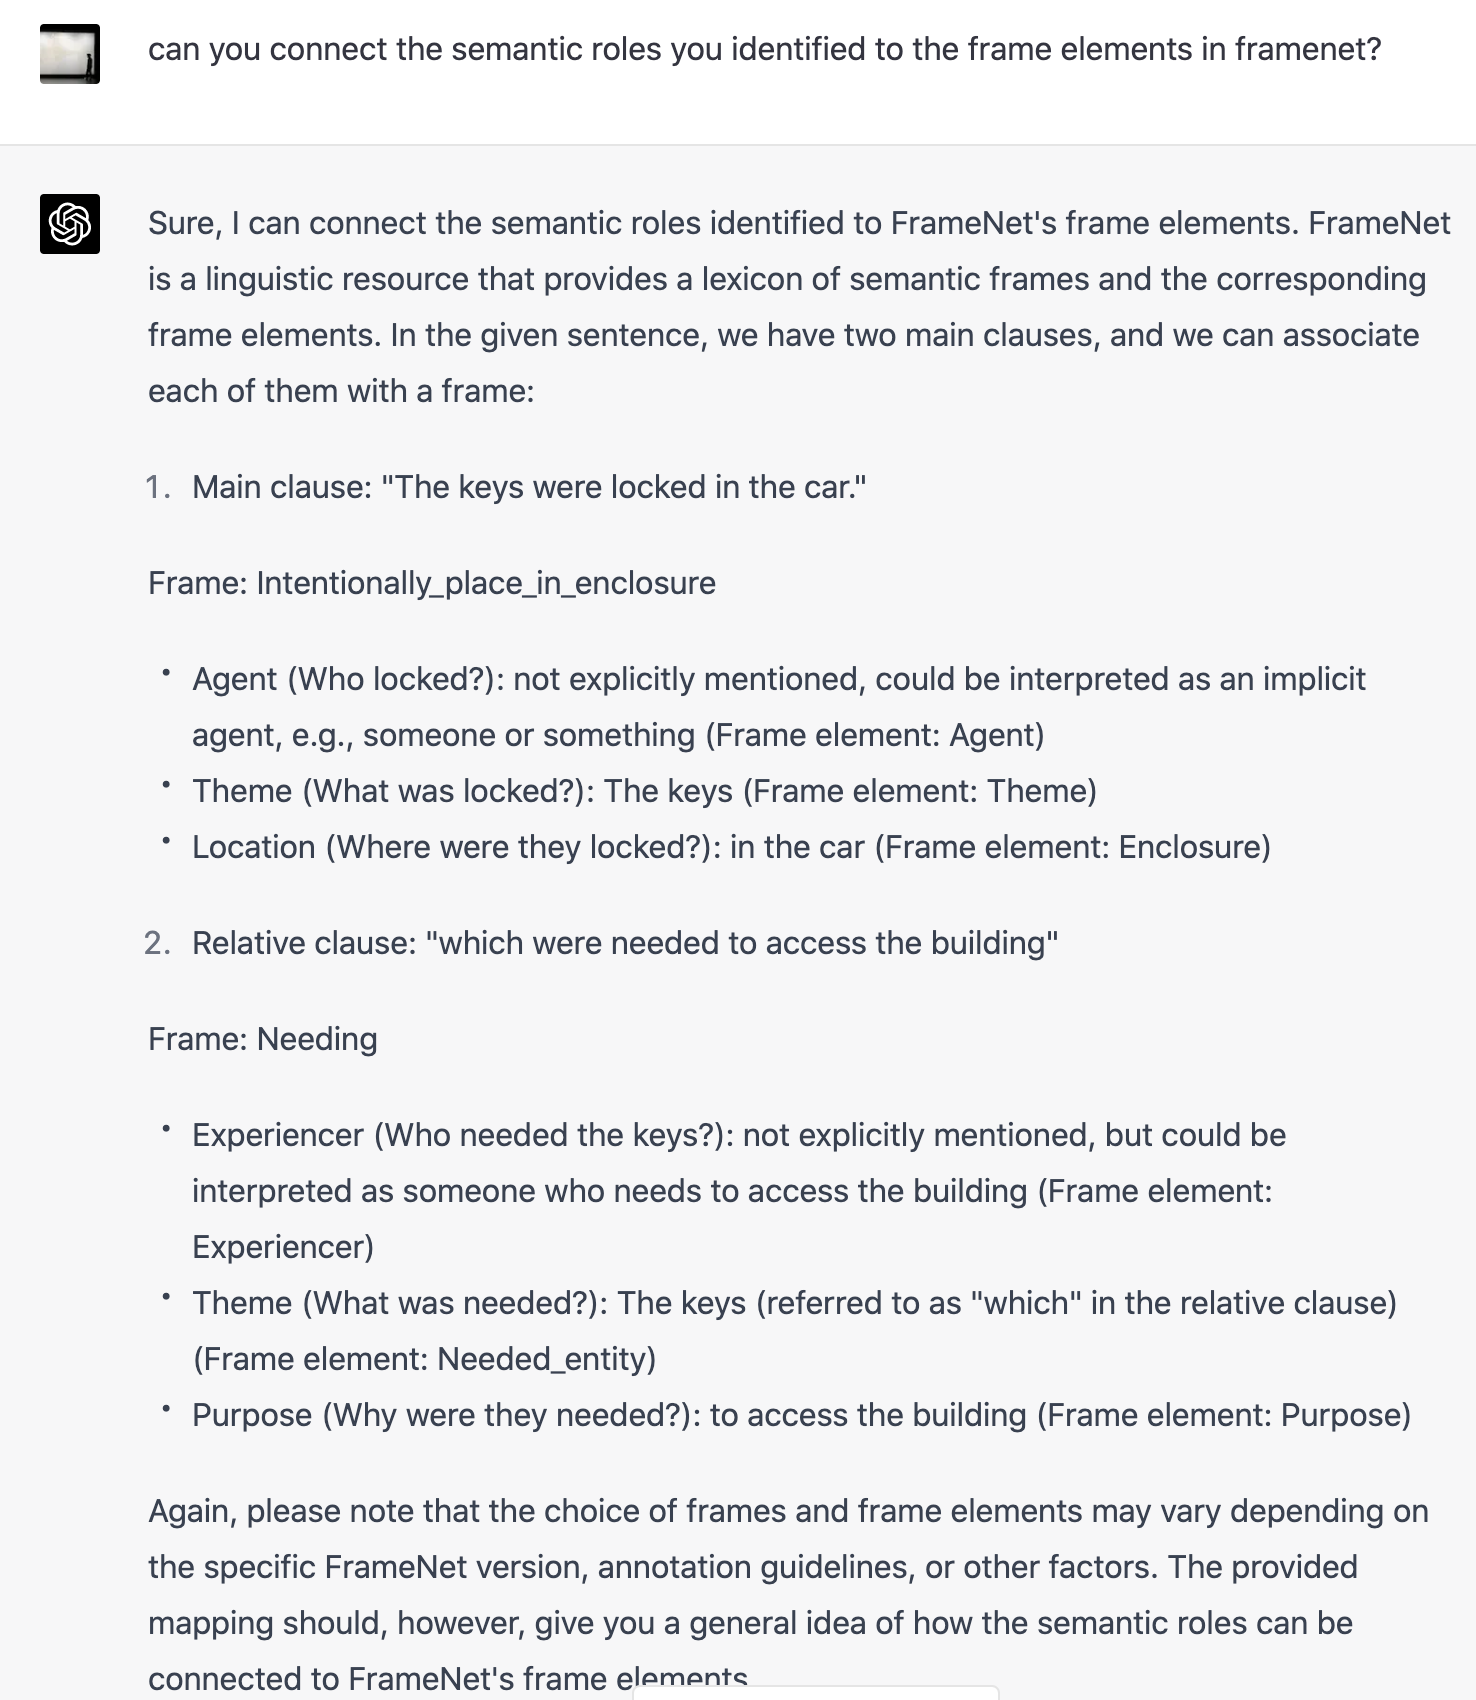 can you connect the semantic roles you identified to the frame elements in framenet?
Sure, I can connect the semantic roles identified to FrameNet's frame elements. FrameNet
is a linguistic resource that provides a lexicon of semantic frames and the corresponding
frame elements. In the given sentence, we have two main clauses, and we can associate
each of them with a frame:
1. Main clause: "The keys were locked in the car."
Frame: Intentionally_place_in_enclosure
• Agent (Who locked?): not explicitly mentioned, could be interpreted as an implicit
agent, e.g., someone or something (Frame element: Agent)
• Theme (What was locked?): The keys (Frame element: Theme)
• Location (Where were they locked?): in the car (Frame element: Enclosure)
2. Relative clause: "which were needed to access the building"
Frame: Needing
• Experiencer (Who needed the keys?): not explicitly mentioned, but could be
interpreted as someone who needs to access the building (Frame element:
Experiencer)
• Theme (What was needed?): The keys (referred to as "which" in the relative clause)
(Frame element: Needed_entity)
• Purpose (Why were they needed?): to access the building (Frame element: Purpose)
Again, please note that the choice of frames and frame elements may vary depending on
the specific FrameNet version, annotation guidelines, or other factors. The provided
mapping should, however, give you a general idea of how the semantic roles can be
connected to FrameNet's frame elements